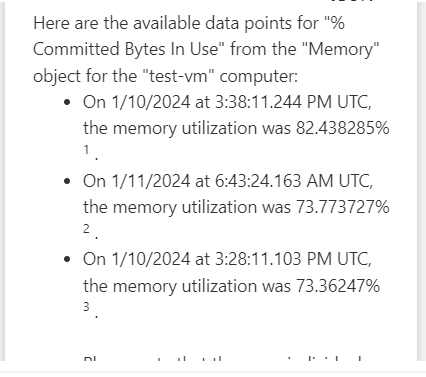 Here are the available data points for "%
Committed Bytes In Use" from the "Memory"
object for the "test-vm" computer:
• On 1/10/2024 at 3:38:11.244 PM UTC,
the memory utilization was 82.438285%
1 .
• On 1/11/2024 at 6:43:24.163 AM UTC,
the memory utilization was 73.773727%
2 .
• On 1/10/2024 at 3:28:11.103 PM UTC,
the memory utilization was 73.36247%
3 .